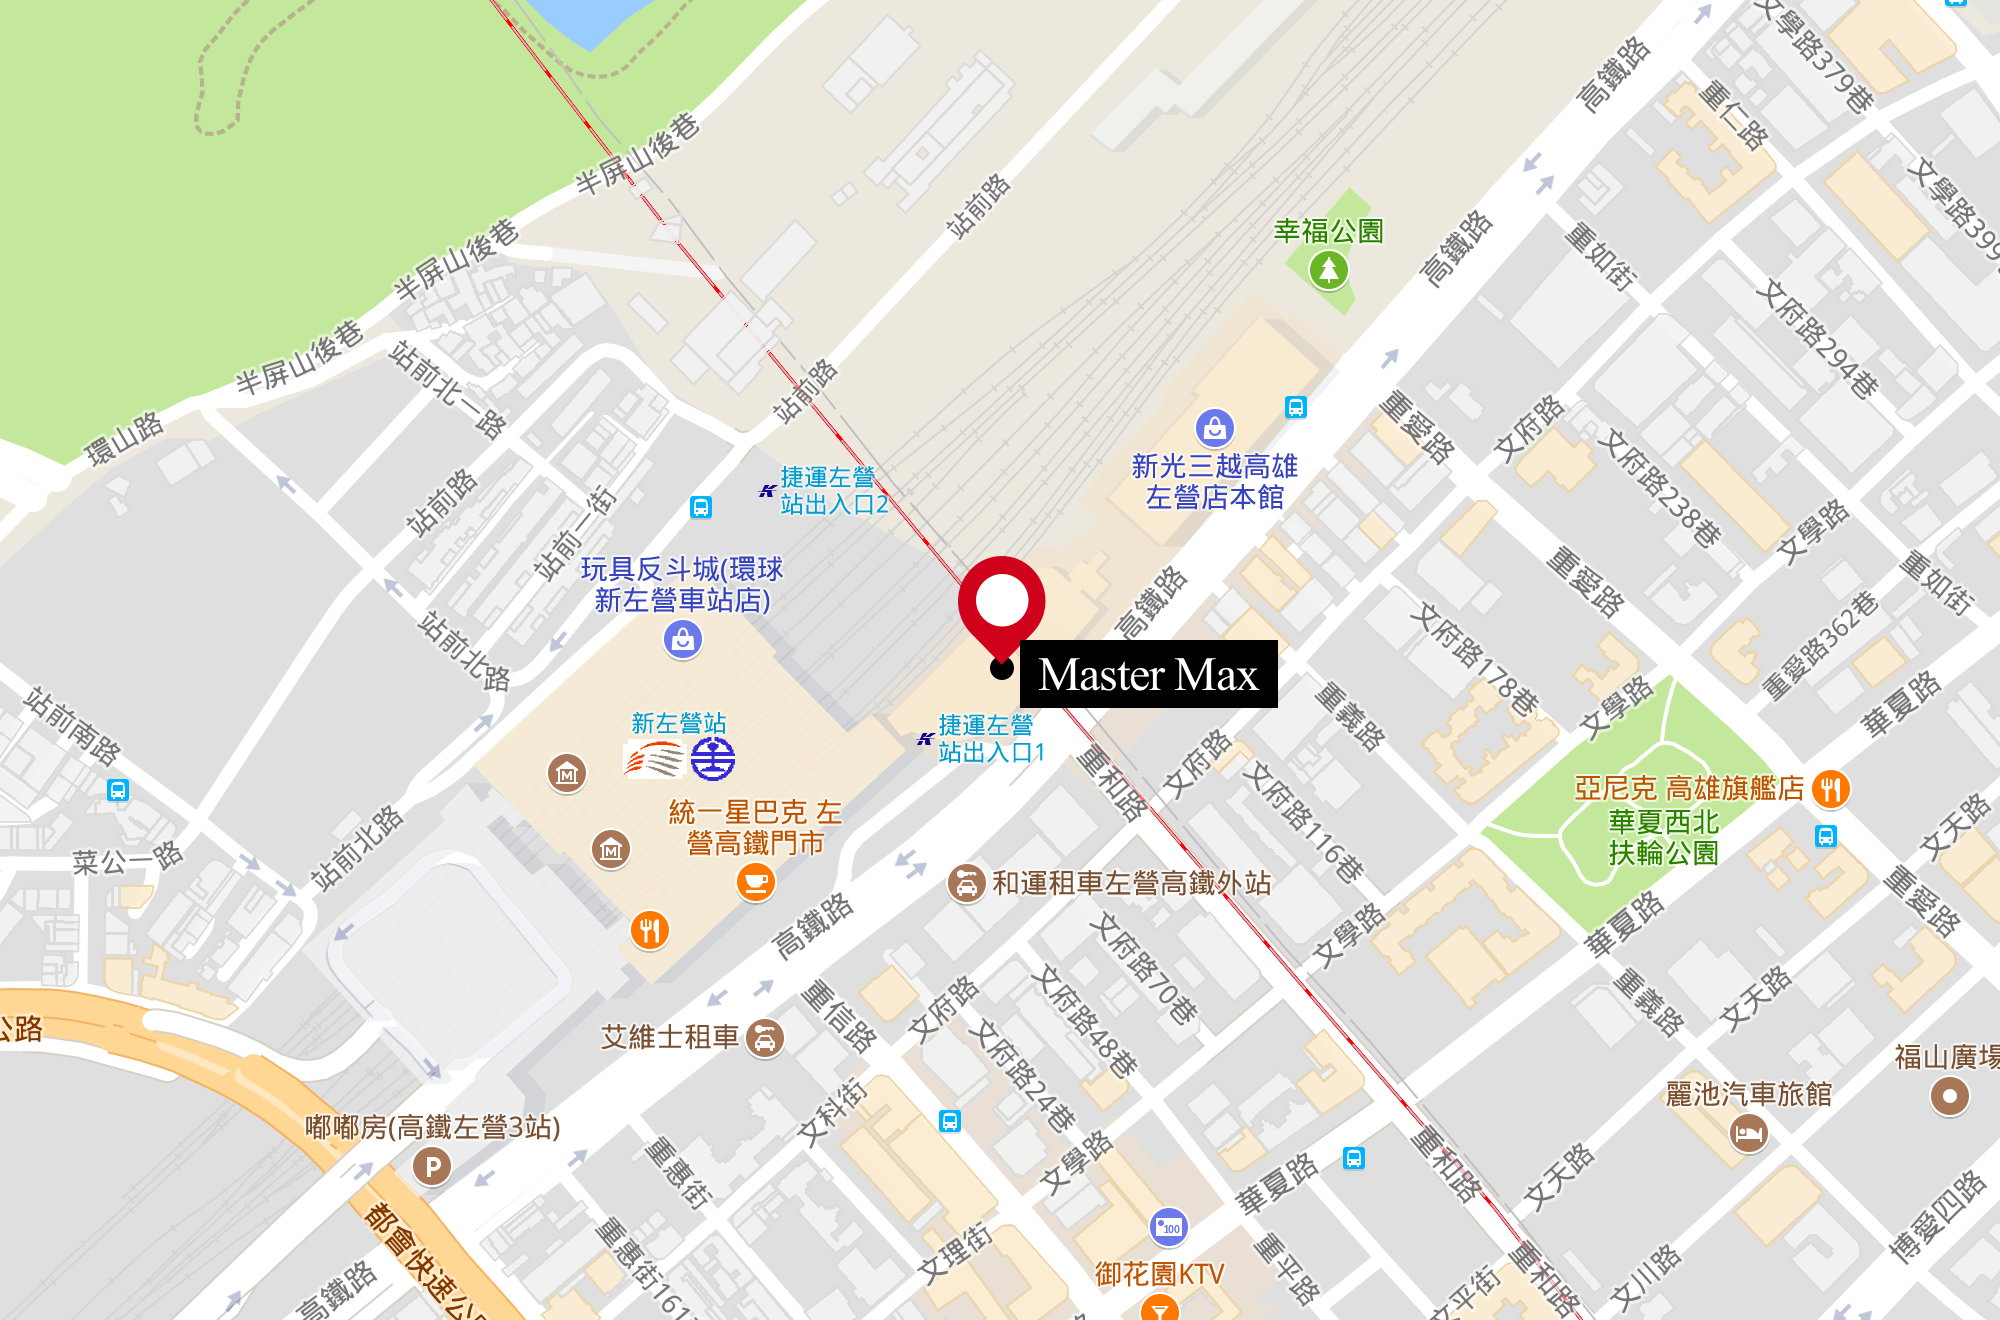 文學路379巷
高鐵路
重仁路
半屏山後巷
文學路399
站前路
幸福公園
半屏山後巷
高鐵路
重如街
文府路294巷
半屏山後巷
站前北一路
站前路
重愛路
文府路
環山路
新光三越高雄
左營店本館
文府路238巷
站前路
捷運左營
站出入口2
站前一街
文學路
重愛路
重如街
玩具反斗城(環球
新左營車站店)
高鐵路
文府路178巷
重愛路362巷
站前北路
Master Max
重義路
文學路
華夏路
站前南路
新左營站
捷運左營
站出入口1
重和路
文府路
文府路116巷
亞尼克 高雄旗艦店
華夏西北
扶輪公園
統一星巴克 左
營高鐵門市
文天路
菜公一路
站前北路
M
M
和運租車左營高鐵外站
重愛路
高鐵路
文府路70巷
文學路
華夏路
重信路
文府路
文府路48巷
重義路
文天路
公路
艾維士租車
文府路24巷
福山廣場
麗池汽車旅館
嘟嘟房(高鐵左營3站)
P
文科街
重惠街
文學路
華夏路
重和路
文天路
博愛四路
都會快速公
重惠街161
文理街
100
重平路
重和路
文川路
高鐵路
御花園KTV
文平街